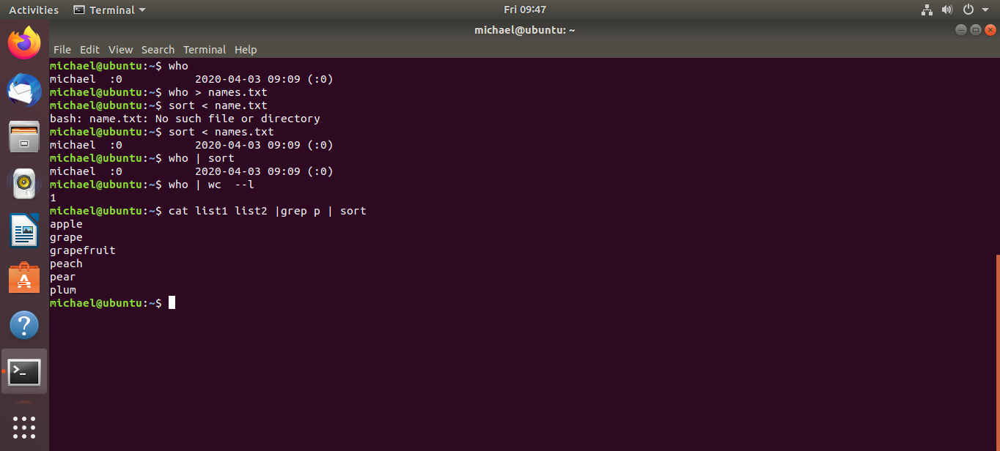 Activities Terminal Fri 09:47
michael@ubuntu: ~
File Edit View Search Terminal Help
michael@ubuntu:~$ who
michael  :0           2020-04-03 09:09 (:0)
michael@ubuntu:~$ who > names.txt
michael@ubuntu:~$ sort < name.txt
bash: name.txt: No such file or directory
michael@ubuntu:~$ sort < names.txt
michael  :0           2020-04-03 09:09 (:0)
michael@ubuntu:~$ who | sort
michael  :0           2020-04-03 09:09 (:0)
michael@ubuntu:~$ who | wc  --l
1
michael@ubuntu:~$ cat list1 list2 |grep p | sort
apple
grape
grapefruit
peach
pear
plum
michael@ubuntu:~$